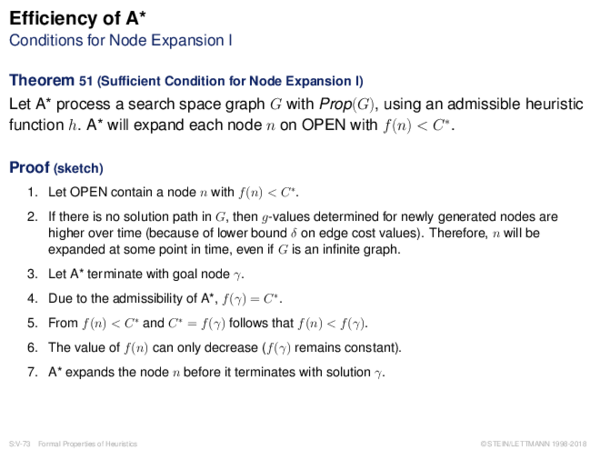 Efficiency of A*
Conditions for Node Expansion I
Theorem 51 (Sufficient Condition for Node Expansion I)
Let A* process a search space graph G with Prop(G), using an admissible heuristic
function h. A* will expand each node n on OPEN with f(n) < C*.
Proof (sketch)
1. Let OPEN contain a node n with f(n) < C*.
2. If there is no solution path in G, then g-values determined for newly generated nodes are
higher over time (because of lower bound δ on edge cost values). Therefore, n will be
expanded at some point in time, even if G is an infinite graph.
3. Let A* terminate with goal node γ.
4. Due to the admissibility of A*, f(γ) = C*.
5. From f(n) < C* and C* = f(γ) follows that f(n) < f(γ).
6. The value of f(n) can only decrease (f(γ) remains constant).
7. A* expands the node n before it terminates with solution γ.
S:V-73 Formal Properties of Heuristics © STEIN/LETTMANN 1998-2018